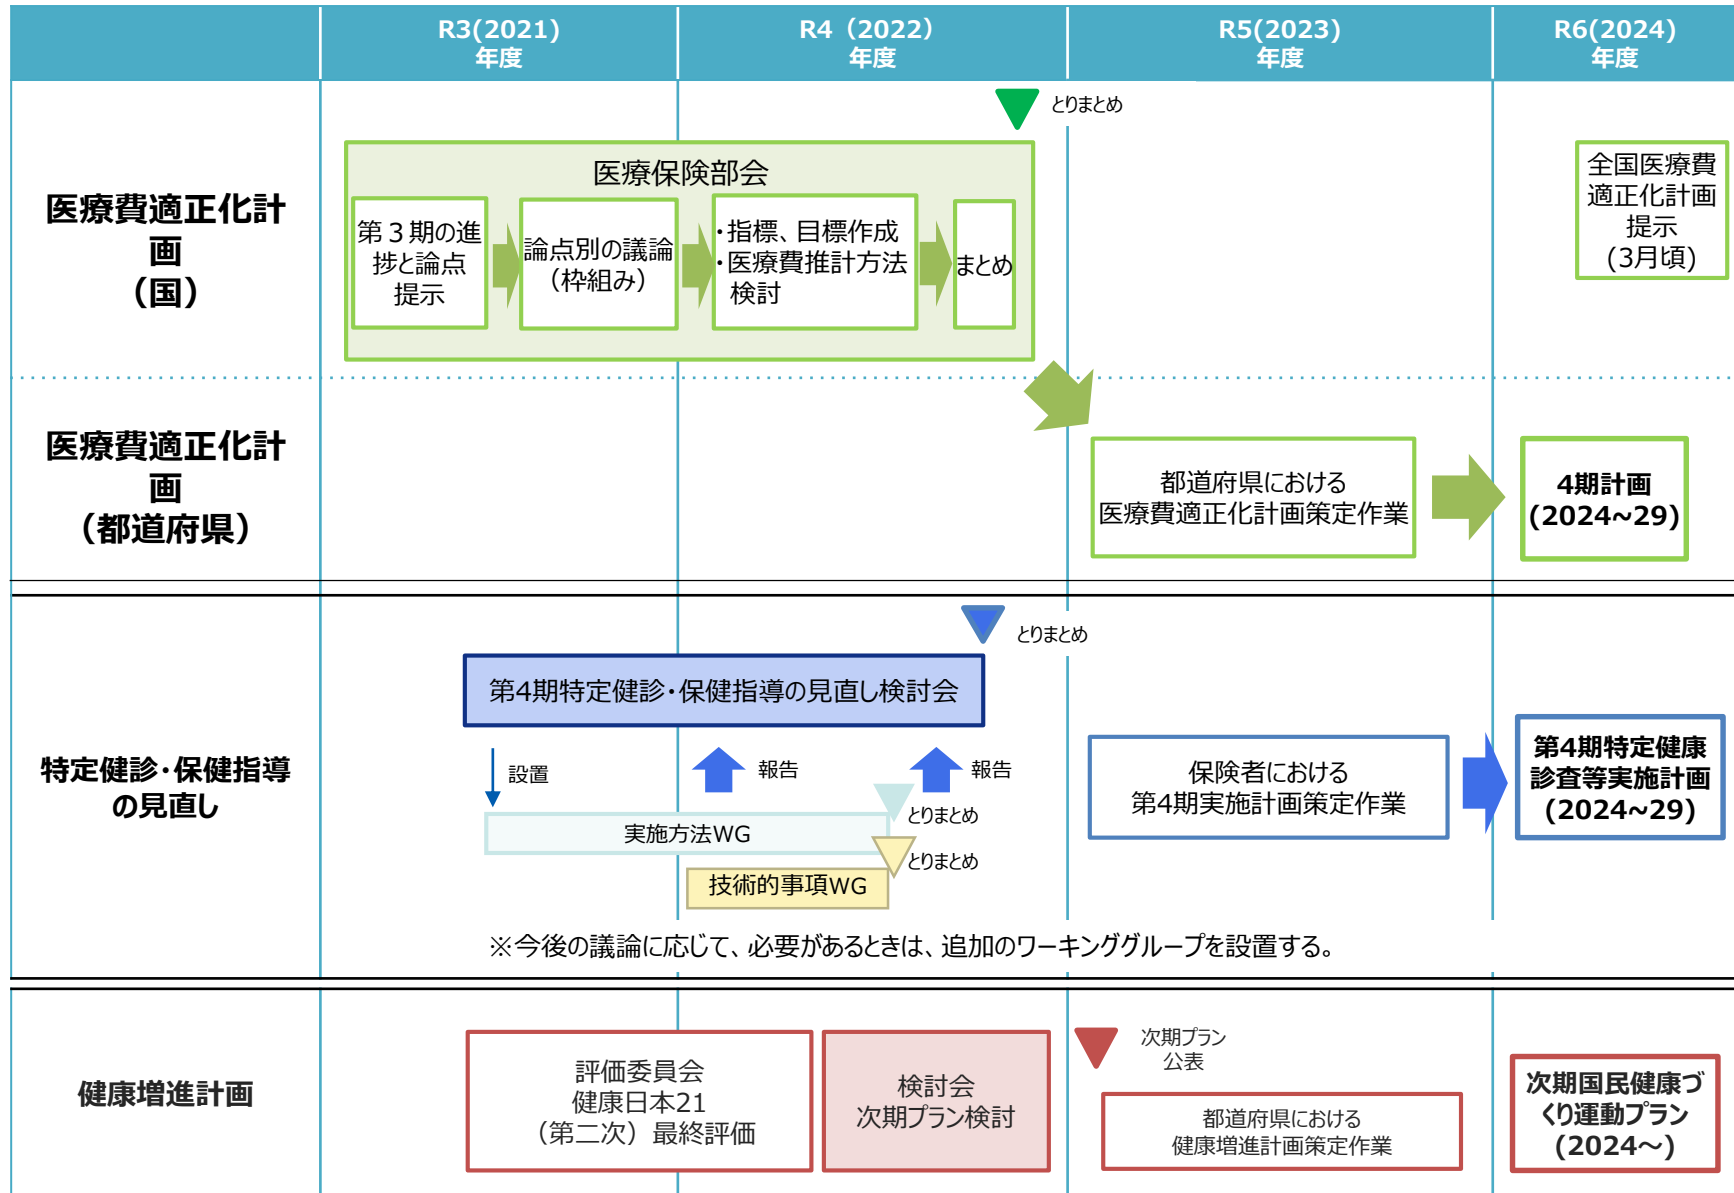 R3(2021)
年度
R4（2022）
年度
R5(2023)
年度
R6(2024)
年度
医療費適正化計
画
（国）
とりまとめ
医療保険部会
第３期の進
捗と論点
提示
論点別の議論
（枠組み）
・指標、目標作成
・医療費推計方法
検討
まとめ
全国医療費
適正化計画
提示
(3月頃)
医療費適正化計
画
（都道府県）
都道府県における
医療費適正化計画策定作業
4期計画
(2024~29)
特定健診・保健指導
の見直し
とりまとめ
第4期特定健診・保健指導の見直し検討会
設置
報告
報告
とりまとめ
実施方法WG
とりまとめ
技術的事項WG
保険者における
第4期実施計画策定作業
第4期特定健康
診査等実施計画
(2024~29)
※今後の議論に応じて、必要があるときは、追加のワーキンググループを設置する。
健康増進計画
評価委員会
健康日本21
（第二次）最終評価
検討会
次期プラン検討
次期プラン
公表
都道府県における
健康増進計画策定作業
次期国民健康づ
くり運動プラン
(2024～)